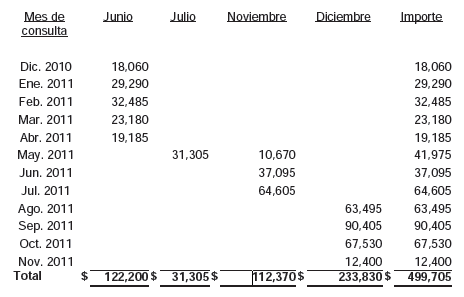 Mes de consulta Junio Julio Noviembre Diciembre Importe
Dic. 2010 18,060 18,060
Ene. 2011 29,290 29,290
Feb. 2011 32,485 32,485
Mar. 2011 23,180 23,180
Abr. 2011 19,185 19,185
May. 2011 31,305 10,670 41,975
Jun. 2011 37,095 37,095
Jul. 2011 64,605 64,605
Ago. 2011 63,495 63,495
Sep. 2011 90,405 90,405
Oct. 2011 67,530 67,530
Nov. 2011 12,400 12,400
Total $ 122,200 $ 31,305 $ 112,370 $ 233,830 $ 499,705